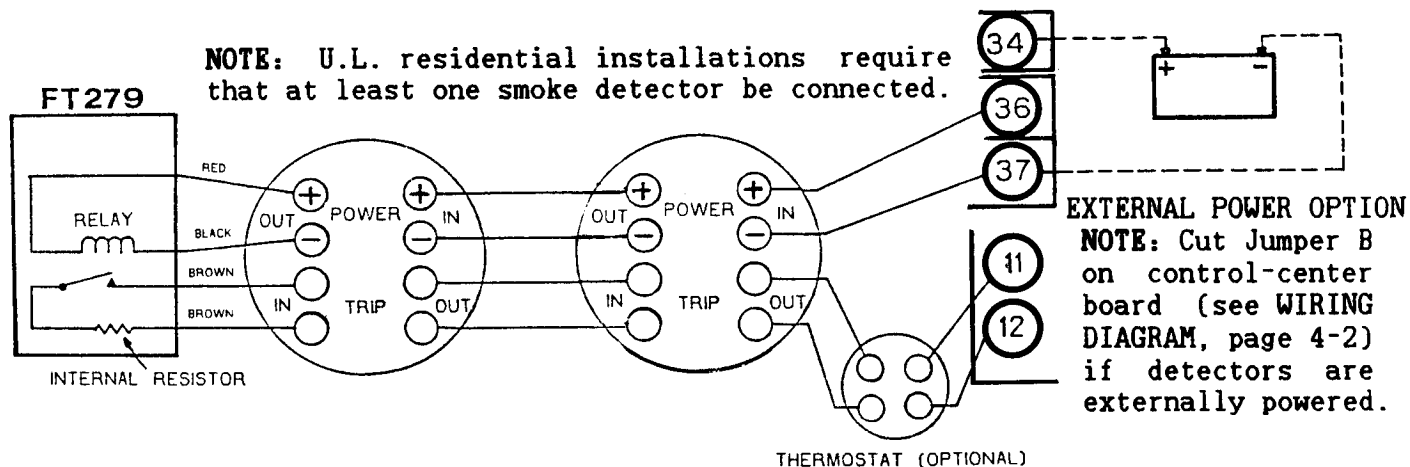 NOTE: U.L. residential installations require
that at least one smoke detector be connected.
34
+ -
36
37
FT279
RED
RELAY
BLACK
BROWN
BROWN
INTERNAL RESISTOR
+ +
OUT POWER IN
- -
IN TRIP OUT
+ +
OUT POWER IN
- -
IN TRIP OUT
EXTERNAL POWER OPTION
NOTE: Cut Jumper B
on control-center
board (see WIRING
DIAGRAM, page 4-2)
if detectors are
externally powered.
11
12
THERMOSTAT (OPTIONAL)